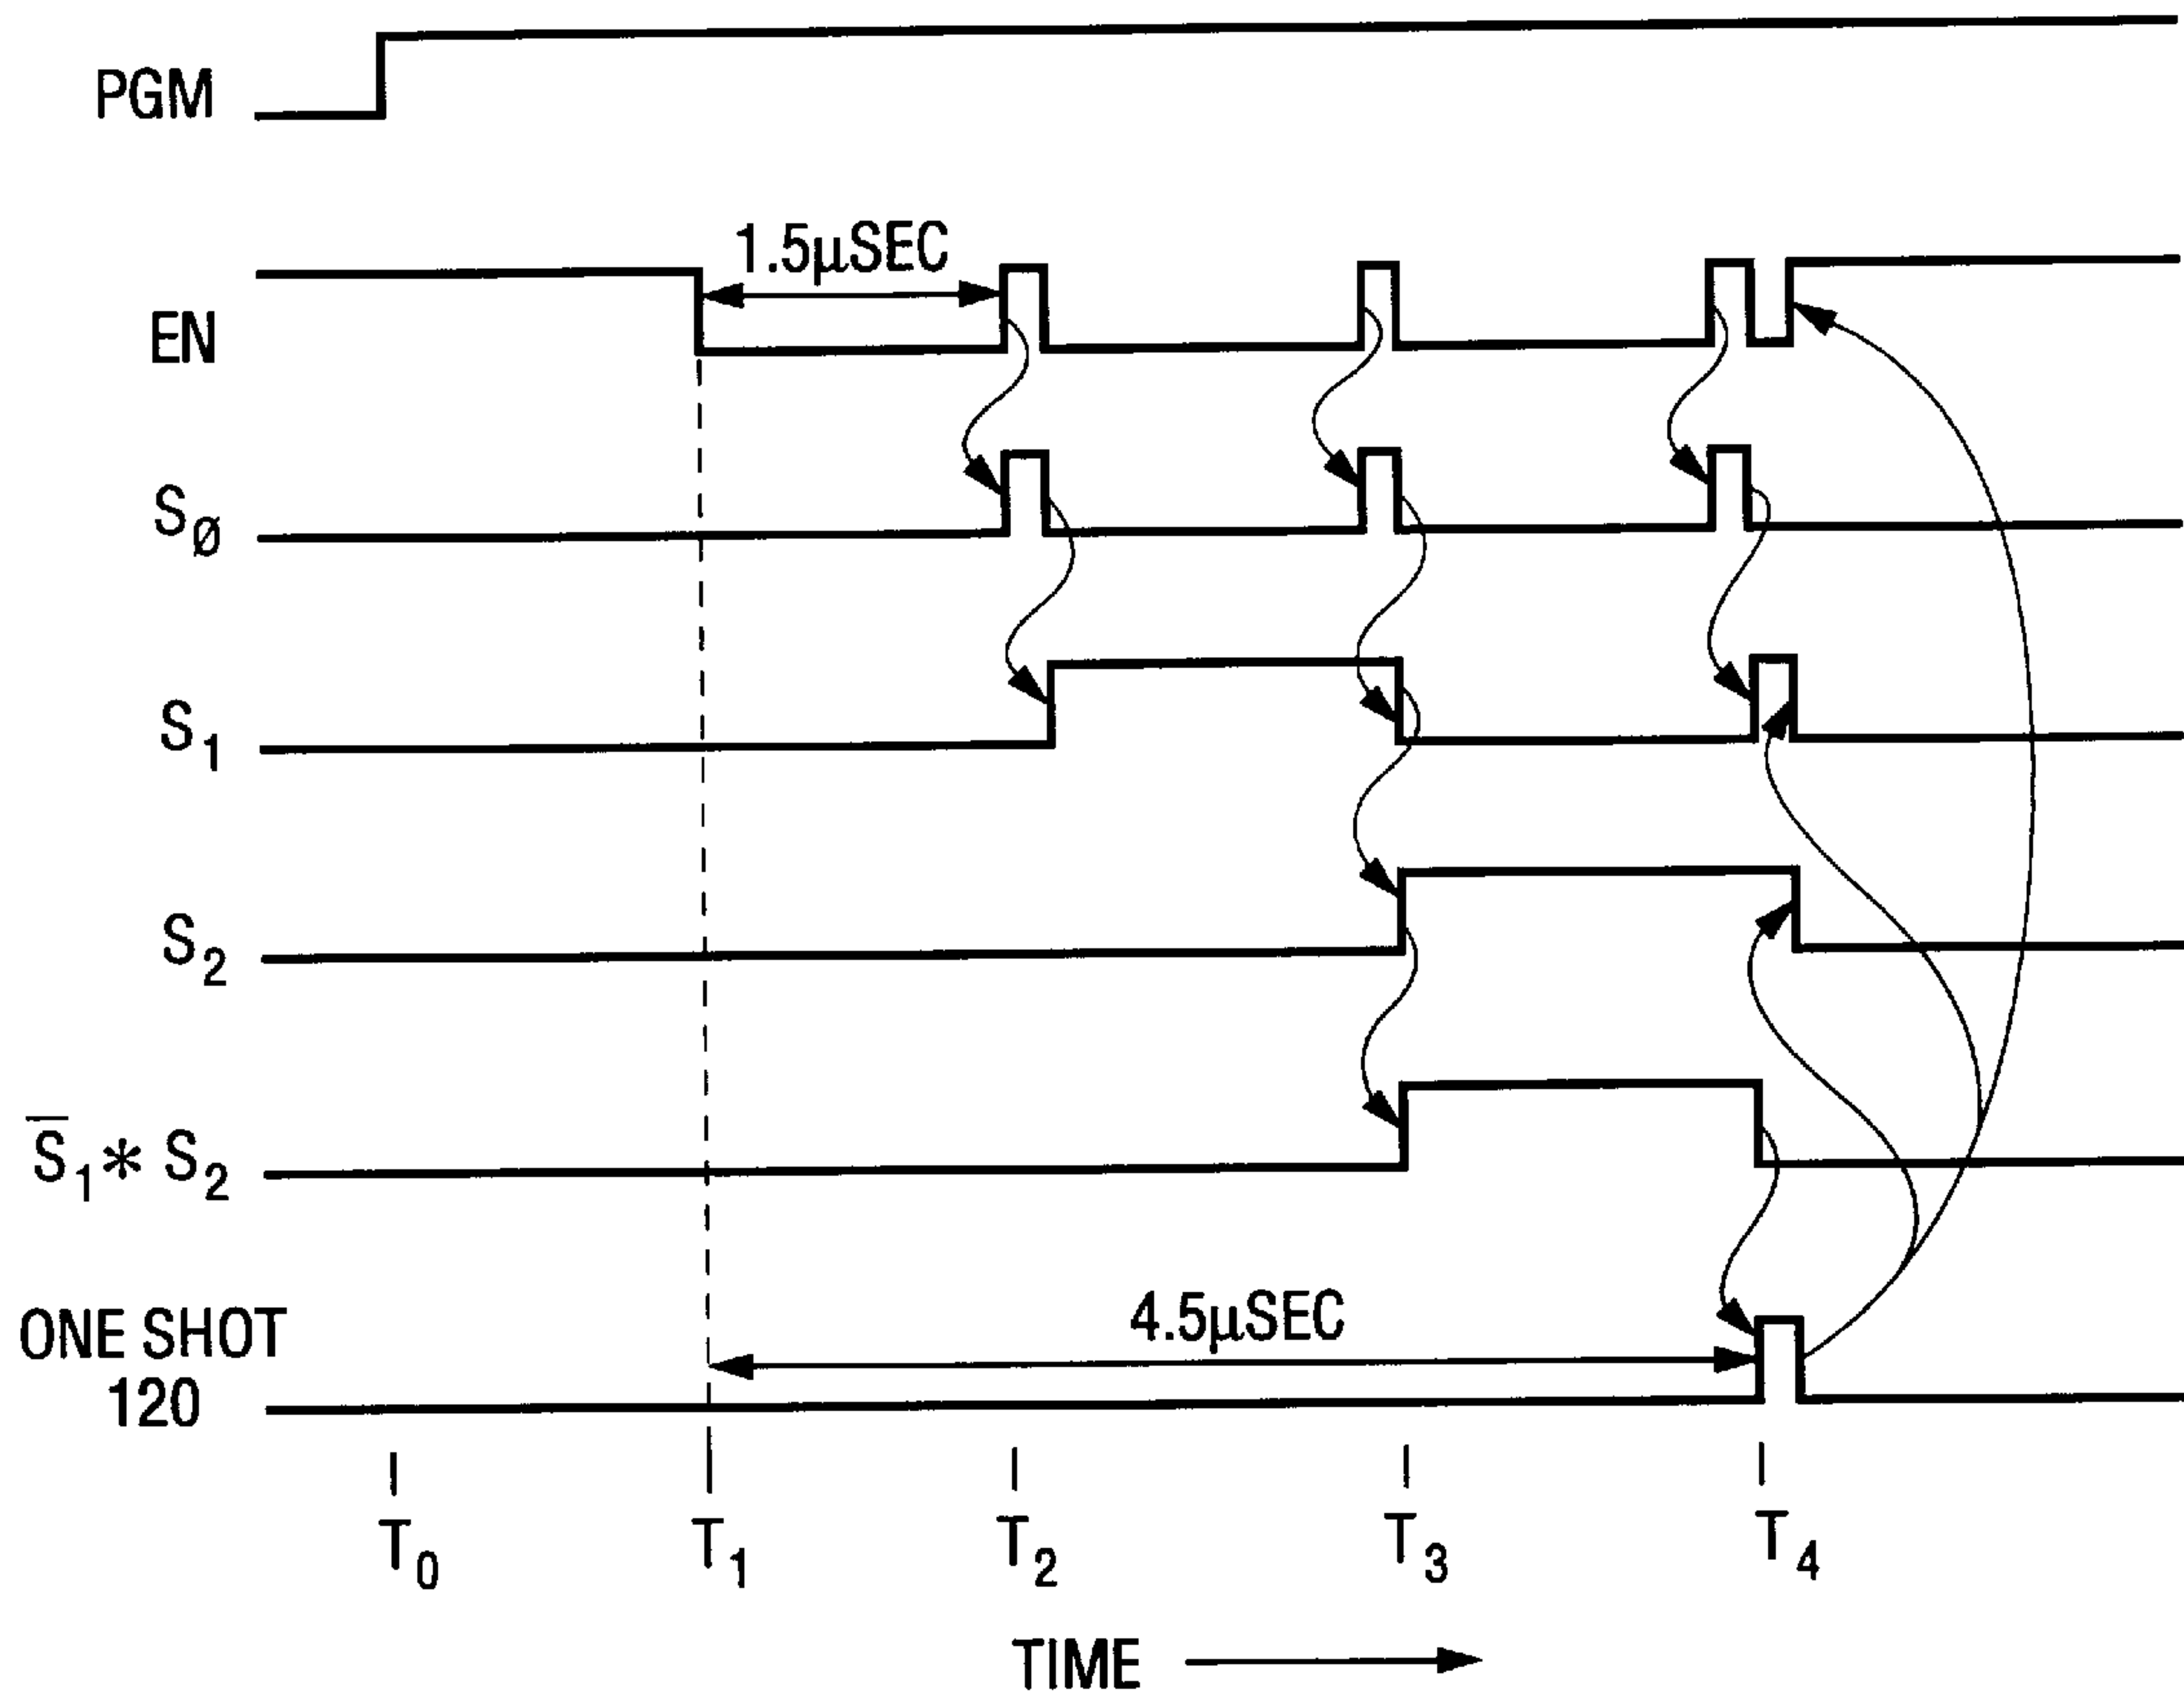 PGM
1.5μSEC
EN
SØ
S1
S2
S̅1* S2
4.5μSEC
ONE SHOT
120
T0 T1 T2 T3 T4
TIME